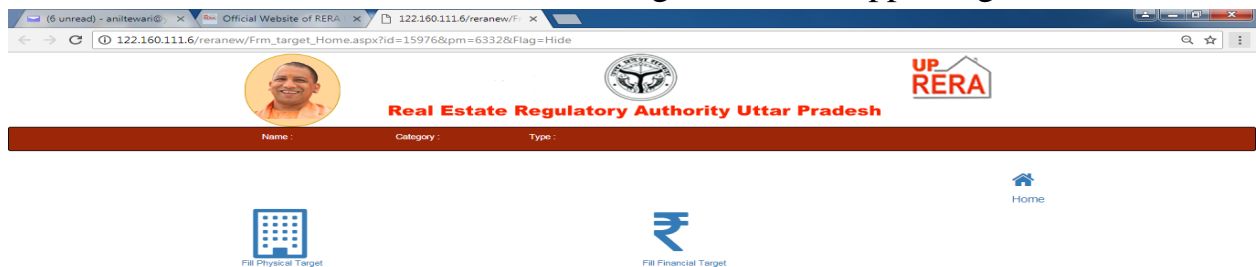 (6 unread) - aniltewari@
Official Website of RERA
122.160.111.6/reranew/F
122.160.111.6/reranew/Frm_target_Home.aspx?id=15976&pm=6332&Flag=Hide
UP
RERA
Real Estate Regulatory Authority Uttar Pradesh
Name : Category : Type :
Home
Fill Physical Target Fill Financial Target